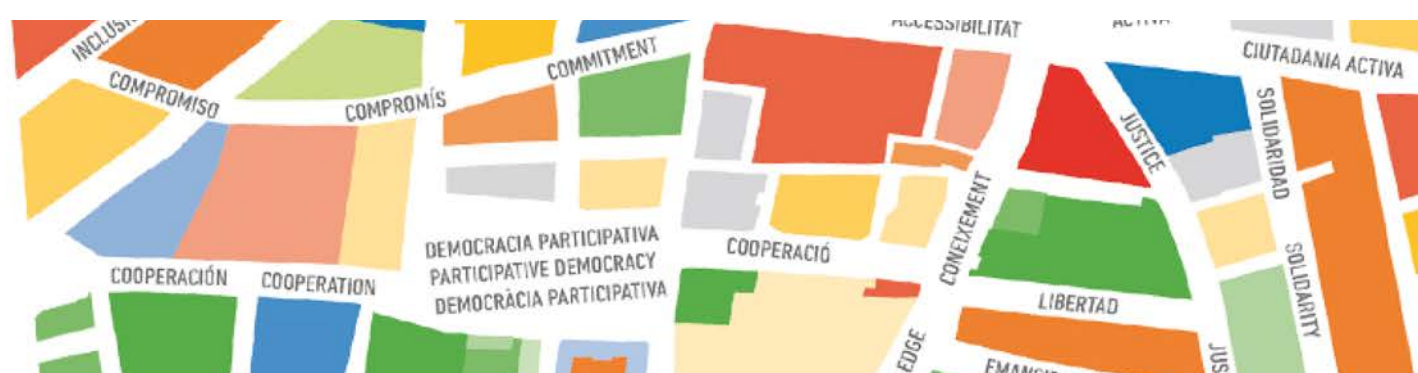 ACCESSIBILITAT
CIUTADANIA ACTIVA
COMMITMENT
COMPROMISO
COMPROMÍS
JUSTICE
SOLIDARIDAD
CONEIXEMENT
DEMOCRACIA PARTICIPATIVA
PARTICIPATIVE DEMOCRACY
DEMOCRÀCIA PARTICIPATIVA
COOPERACIÓ
COOPERACIÓN
COOPERATION
SOLIDARITY
LIBERTAD
EDGE
JUS